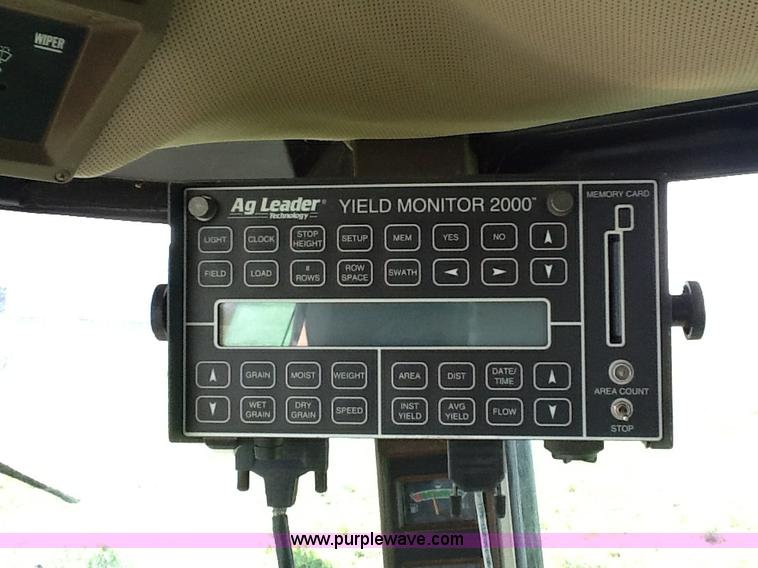 WIPER
Ag Leader®
Technology
YIELD MONITOR 2000™
MEMORY CARD
LIGHT CLOCK STOP HEIGHT SETUP MEM YES NO
FIELD LOAD # ROWS ROW SPACE SWATH
GRAIN MOIST WEIGHT AREA DIST DATE/TIME
WET GRAIN DRY GRAIN SPEED INST YIELD AVG YIELD FLOW
AREA COUNT
STOP
www.purplewave.com